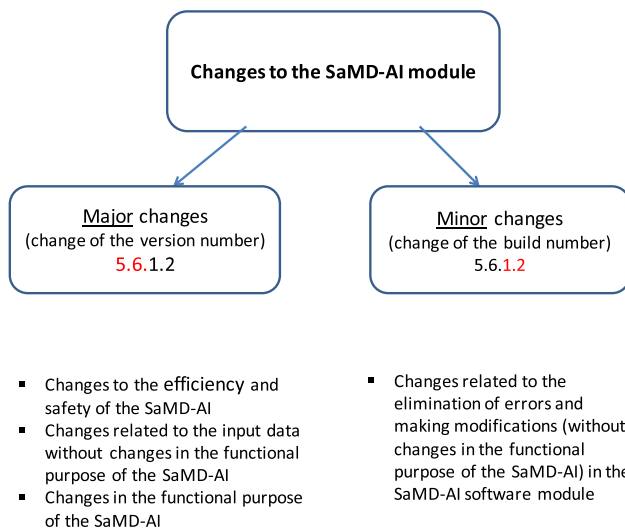 Changes to the SaMD-AI module
Major changes
(change of the version number)
5.6.1.2
Minor changes
(change of the build number)
5.6.1.2
▪ Changes to the efficiency and
safety of the SaMD-AI
▪ Changes related to the input data
without changes in the functional
purpose of the SaMD-AI
▪ Changes in the functional purpose
of the SaMD-AI
▪ Changes related to the
elimination of errors and
making modifications (without
changes in the functional
purpose of the SaMD-AI) in the
SaMD-AI software module